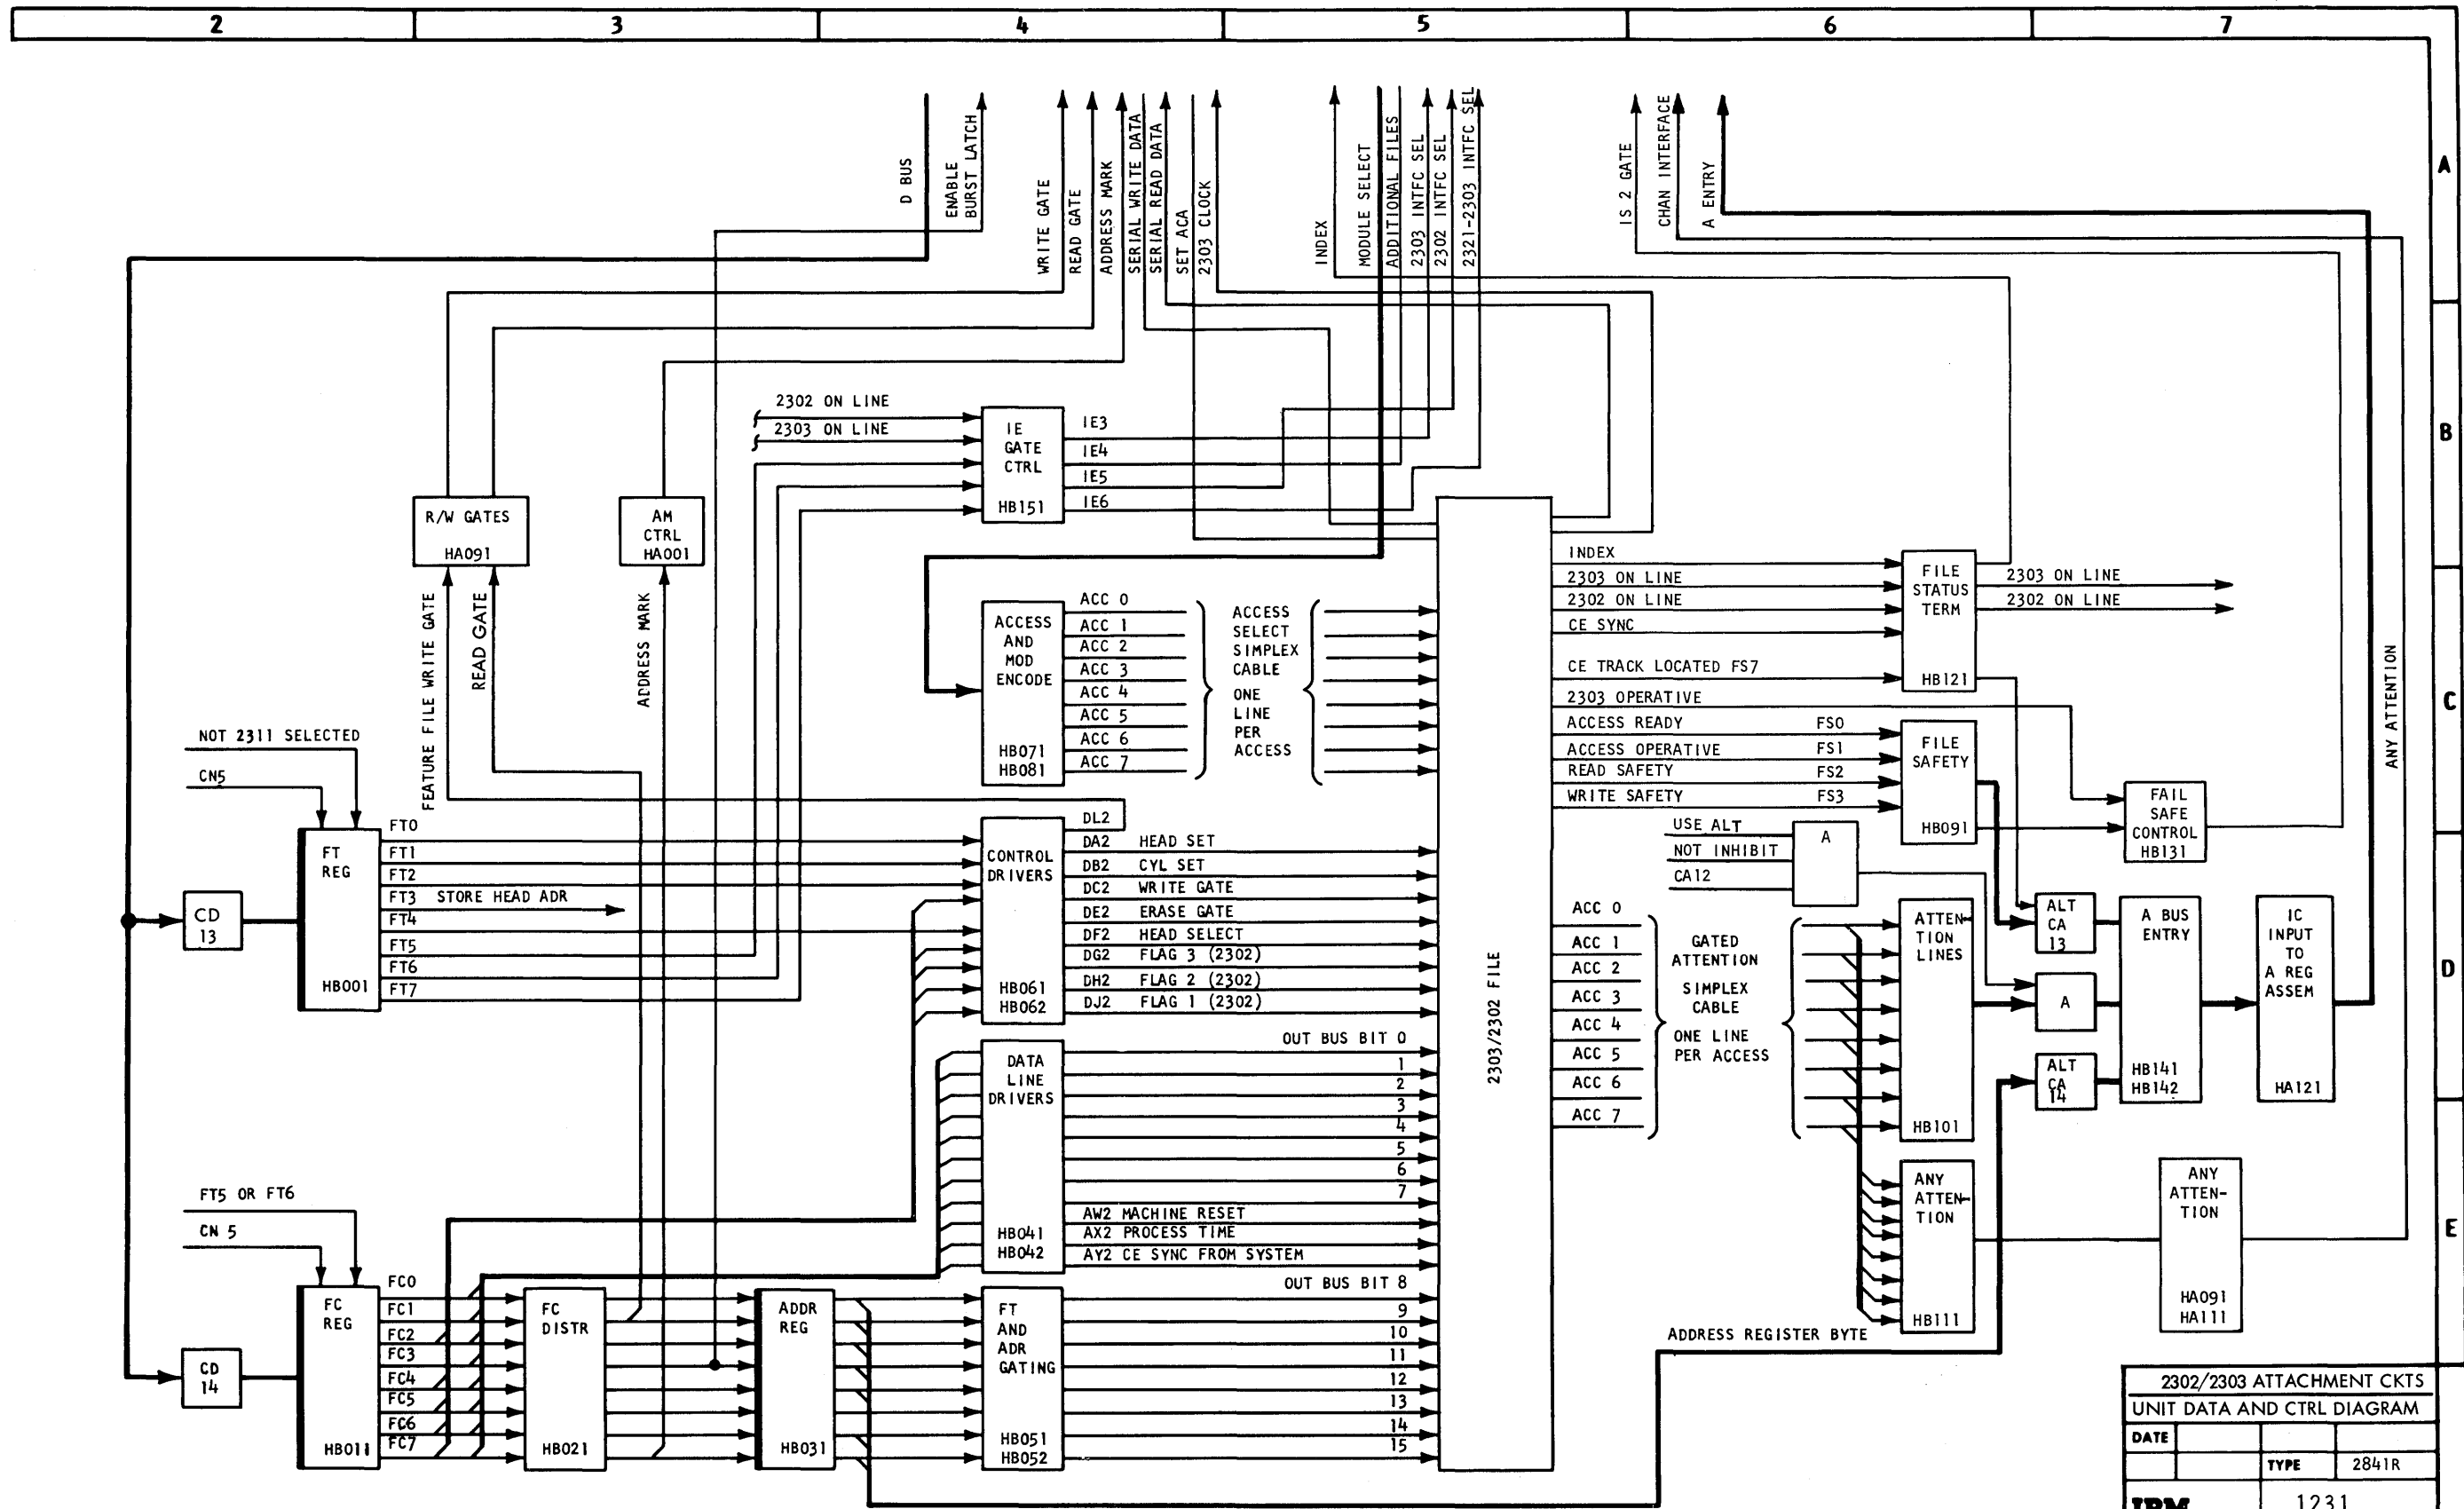 2 3 4 5 6 7
A
B
C
D
E
D BUS
ENABLE
BURST LATCH
WRITE GATE
READ GATE
ADDRESS MARK
SERIAL WRITE DATA
SERIAL READ DATA
SET ACA
2303 CLOCK
INDEX
MODULE SELECT
ADDITIONAL FILES
2303 INTFC SEL
2302 INTFC SEL
2321-2303 INTFC SEL
IS 2 GATE
CHAN INTERFACE
A ENTRY
2302 ON LINE
2303 ON LINE
IE
GATE
CTRL
HB151
IE3
IE4
IE5
IE6
R/W GATES
HA091
AM
CTRL
HA001
FEATURE FILE WRITE GATE
READ GATE
ADDRESS MARK
ACCESS
AND
MOD
ENCODE
HB071
HB081
ACC 0
ACC 1
ACC 2
ACC 3
ACC 4
ACC 5
ACC 6
ACC 7
ACCESS
SELECT
SIMPLEX
CABLE
ONE
LINE
PER
ACCESS
INDEX
2303 ON LINE
2302 ON LINE
CE SYNC
CE TRACK LOCATED FS7
2303 OPERATIVE
ACCESS READY FS0
ACCESS OPERATIVE FS1
READ SAFETY FS2
WRITE SAFETY FS3
FILE
STATUS
TERM
HB121
2303 ON LINE
2302 ON LINE
FILE
SAFETY
HB091
FAIL
SAFE
CONTROL
HB131
ANY ATTENTION
NOT 2311 SELECTED
CN5
CD
13
FT
REG
HB001
FT0
FT1
FT2
FT3 STORE HEAD ADR
FT4
FT5
FT6
FT7
CONTROL
DRIVERS
HB061
HB062
DL2
DA2 HEAD SET
DB2 CYL SET
DC2 WRITE GATE
DE2 ERASE GATE
DF2 HEAD SELECT
DG2 FLAG 3 (2302)
DH2 FLAG 2 (2302)
DJ2 FLAG 1 (2302)
2303/2302 FILE
USE ALT
NOT INHIBIT
CA12
A
ACC 0
ACC 1
ACC 2
ACC 3
ACC 4
ACC 5
ACC 6
ACC 7
GATED
ATTENTION
SIMPLEX
CABLE
ONE LINE
PER ACCESS
ATTEN-
TION
LINES
HB101
ALT
CA
13
A
ALT
CA
14
A BUS
ENTRY
HB141
HB142
IC
INPUT
TO
A REG
ASSEM
HA121
DATA
LINE
DRIVERS
HB041
HB042
OUT BUS BIT 0
1
2
3
4
5
6
7
AW2 MACHINE RESET
AX2 PROCESS TIME
AY2 CE SYNC FROM SYSTEM
ANY
ATTEN-
TION
HB111
ANY
ATTEN-
TION
HA091
HA111
FT5 OR FT6
CN 5
CD
14
FC
REG
HB011
FC0
FC1
FC2
FC3
FC4
FC5
FC6
FC7
FC
DISTR
HB021
ADDR
REG
HB031
FT
AND
ADR
GATING
HB051
HB052
OUT BUS BIT 8
9
10
11
12
13
14
15
ADDRESS REGISTER BYTE
2302/2303 ATTACHMENT CKTS
UNIT DATA AND CTRL DIAGRAM
DATE
TYPE 2841R
IBM 1231